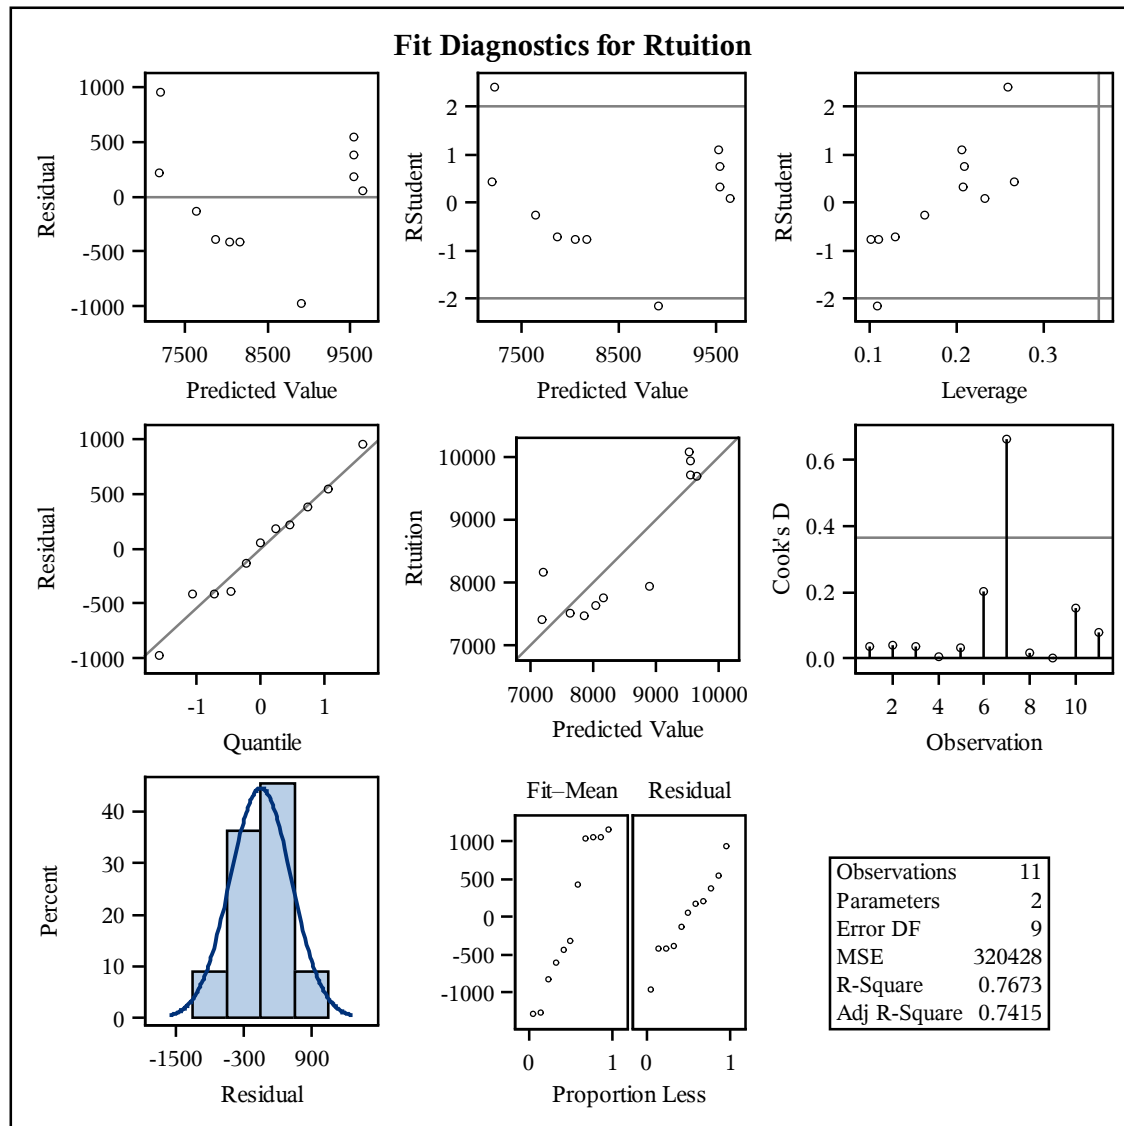 Fit Diagnostics for Rtuition
1000
500
0
-500
-1000
Residual
7500 8500 9500
Predicted Value
2
1
0
-1
-2
RStudent
7500 8500 9500
Predicted Value
2
1
0
-1
-2
RStudent
0.1 0.2 0.3
Leverage
1000
500
0
-500
-1000
Residual
-1 0 1
Quantile
10000
9000
8000
7000
Rtuition
7000 8000 9000 10000
Predicted Value
0.6
0.4
0.2
0.0
Cook's D
2 4 6 8 10
Observation
40
30
20
10
0
Percent
-1500 -300 900
Residual
Fit–Mean Residual
1000
500
0
-500
-1000
0 1 0 1
Proportion Less
Observations 11
Parameters 2
Error DF 9
MSE 320428
R-Square 0.7673
Adj R-Square 0.7415